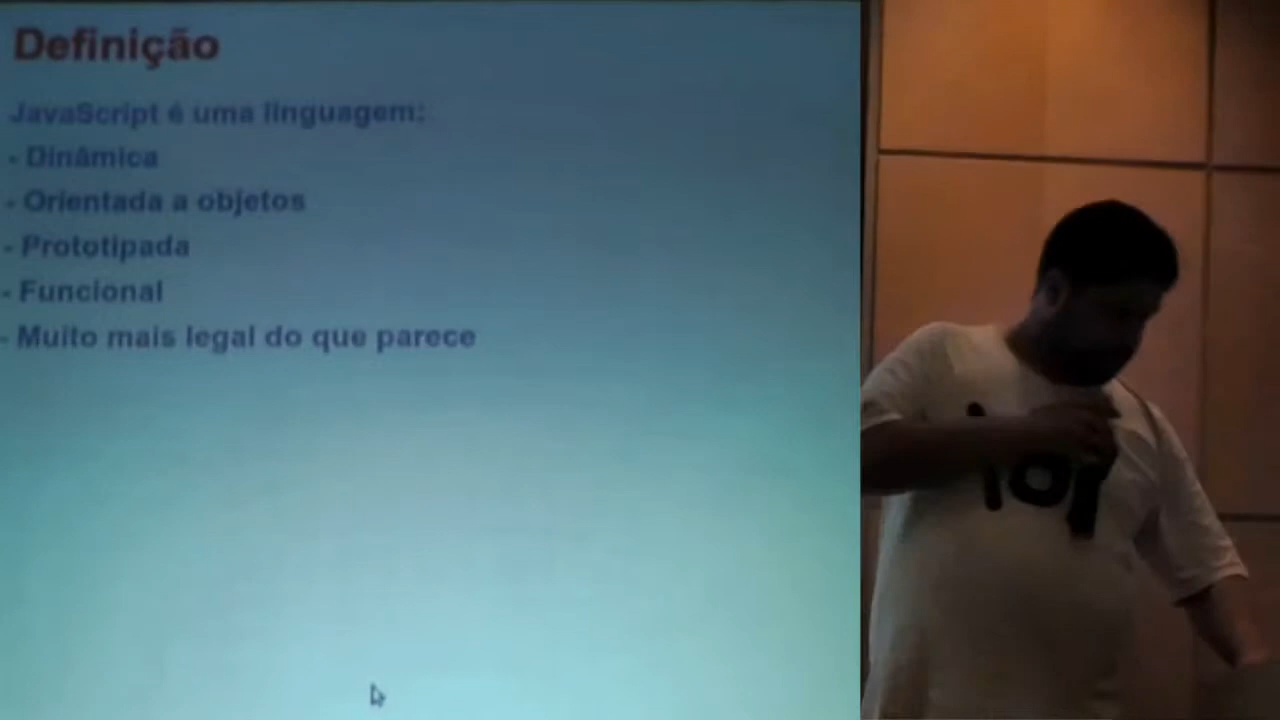 Definição
JavaScript é uma linguagem:
- Dinâmica
- Orientada a objetos
- Prototipada
- Funcional
- Muito mais legal do que parece